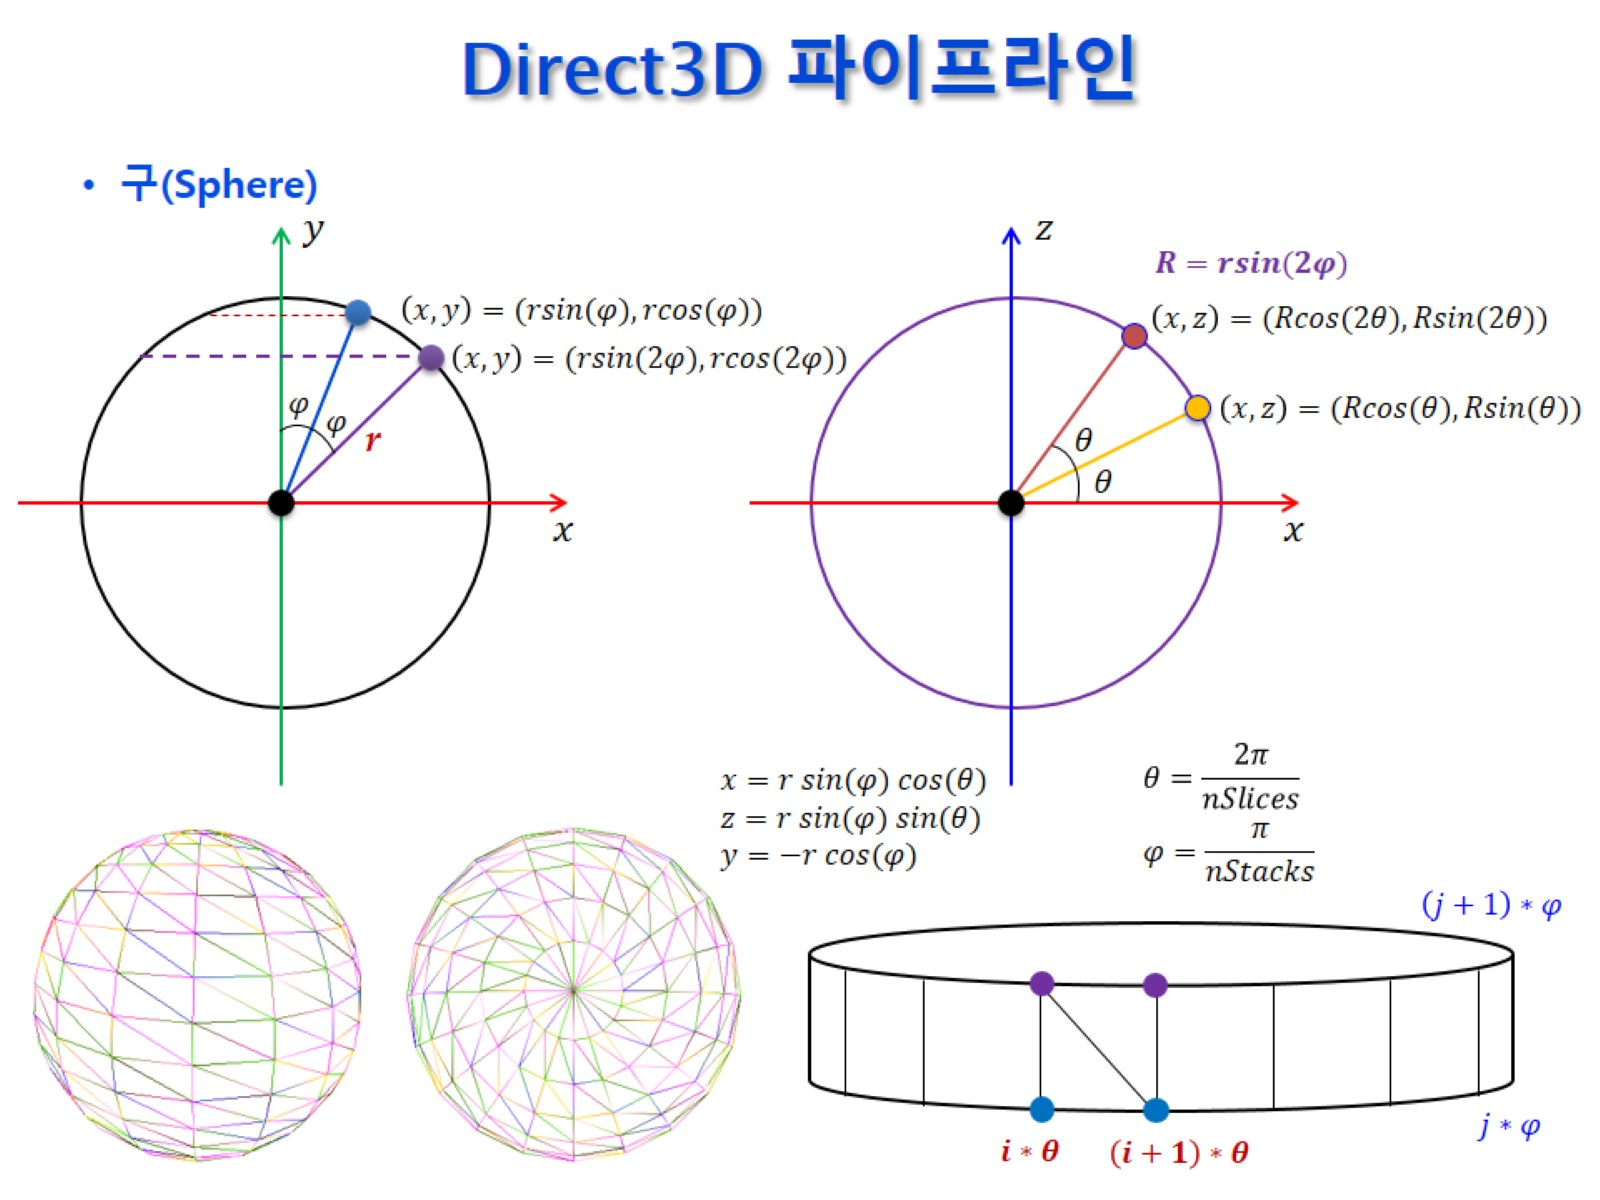 Direct3D 파이프라인
• 구(Sphere)
y
(x, y) = (rsin(φ), rcos(φ))
(x, y) = (rsin(2φ), rcos(2φ))
φ
φ
r
x
z
R = rsin(2φ)
(x, z) = (Rcos(2θ), Rsin(2θ))
(x, z) = (Rcos(θ), Rsin(θ))
θ
θ
x
x = r sin(φ) cos(θ)
z = r sin(φ) sin(θ)
y = −r cos(φ)
θ = 2π / nSlices
φ = π / nStacks
(j + 1) ∗ φ
j ∗ φ
i ∗ θ
(i + 1) ∗ θ